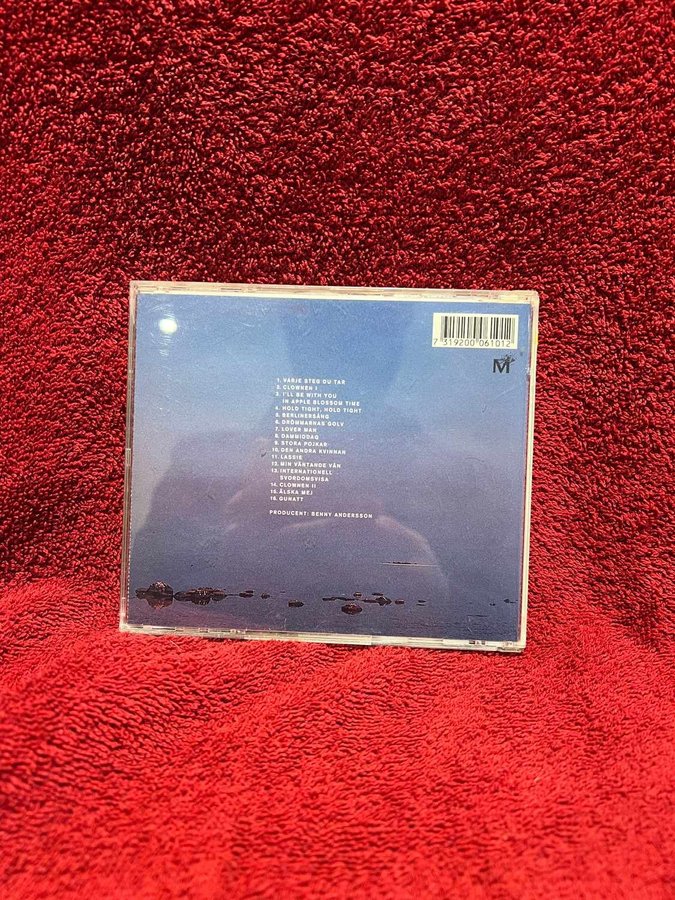 7 319200 061012
M
1. VARJE STEG DU TAR
2. CLOWNEN I
3. I'LL BE WITH YOU
IN APPLE BLOSSOM TIME
4. HOLD TIGHT, HOLD TIGHT
5. BERLINERSÅNG
6. DRÖMMARNAS GOLV
7. LOVER MAN
8. DAMMIGDAG
9. STORA POJKAR
10. DEN ANDRA KVINNAN
11. LASSIE
12. MIN VÄNTANDE VÄN
13. INTERNATIONELL
SVORDOMSVISA
14. CLOWNEN II
15. ÄLSKA MEJ
16. GUNATT
PRODUCENT: BENNY ANDERSSON